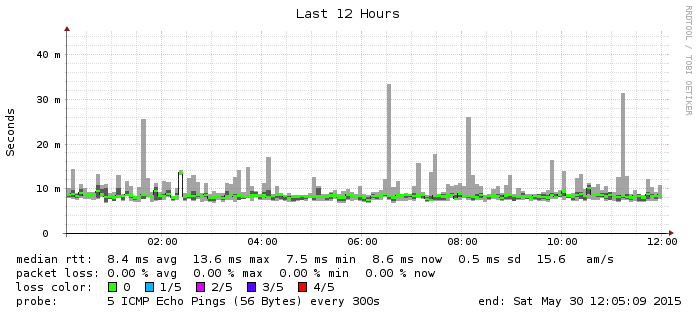 Last 12 Hours
RRDTOOL / TOBI OETIKER
Seconds
40 m
30 m
20 m
10 m
0
02:00 04:00 06:00 08:00 10:00 12:00
median rtt: 8.4 ms avg 13.6 ms max 7.5 ms min 8.6 ms now 0.5 ms sd 15.6 am/s
packet loss: 0.00 % avg 0.00 % max 0.00 % min 0.00 % now
loss color: 0 1/5 2/5 3/5 4/5
probe: 5 ICMP Echo Pings (56 Bytes) every 300s end: Sat May 30 12:05:09 2015